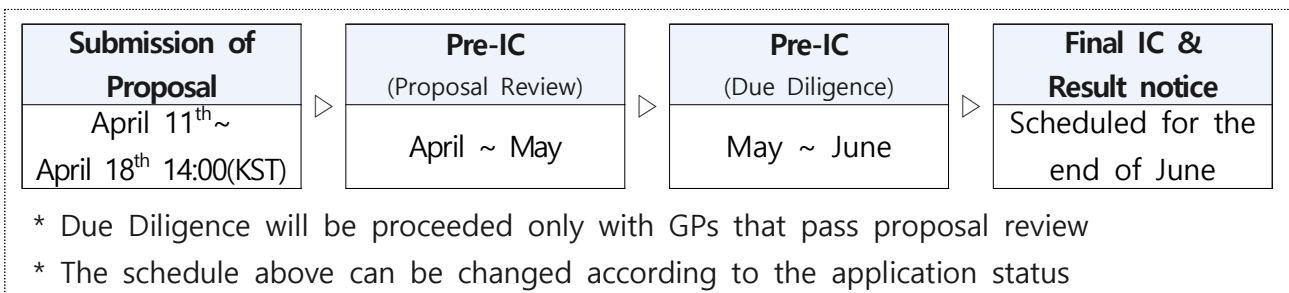 Submission of
Proposal
April 11th~
April 18th 14:00(KST)
Pre-IC
(Proposal Review)
April ~ May
Pre-IC
(Due Diligence)
May ~ June
Final IC &
Result notice
Scheduled for the
end of June
* Due Diligence will be proceeded only with GPs that pass proposal review
* The schedule above can be changed according to the application status